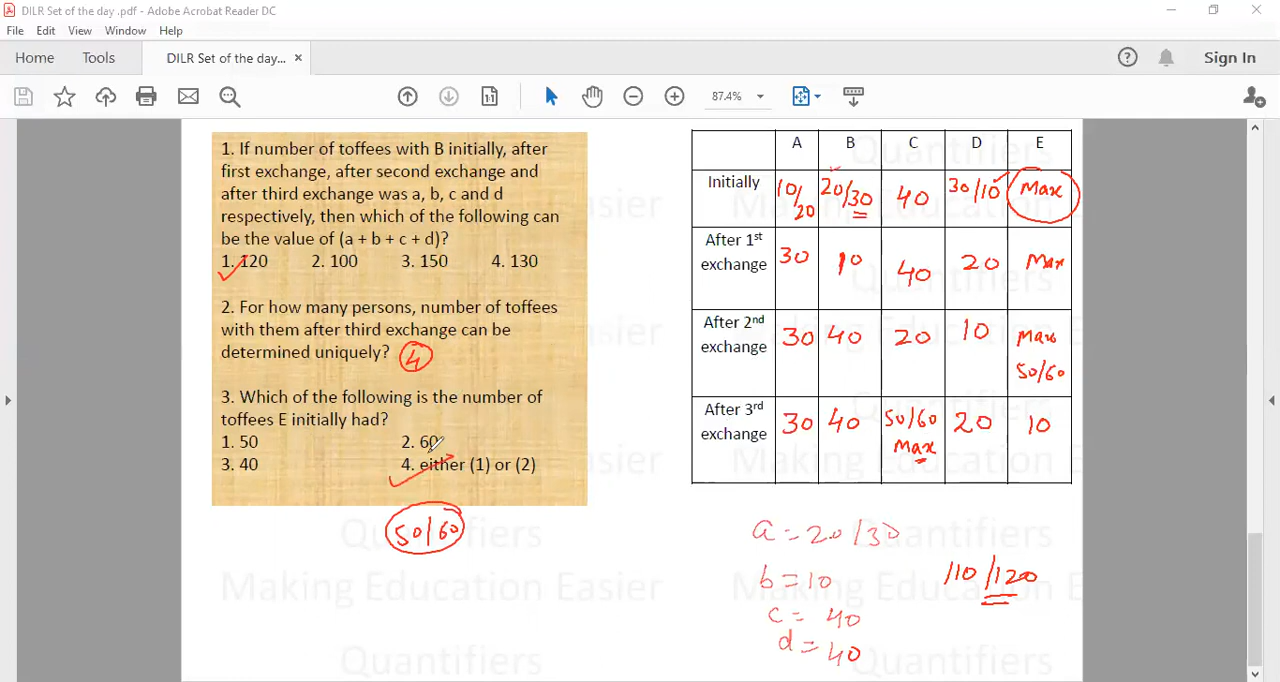 DILR Set of the day .pdf - Adobe Acrobat Reader DC
File Edit View Window Help
Home Tools DILR Set of the day... × Sign In
87.4%
1. If number of toffees with B initially, after
first exchange, after second exchange and
after third exchange was a, b, c and d
respectively, then which of the following can
be the value of (a + b + c + d)?
1. 120 2. 100 3. 150 4. 130
2. For how many persons, number of toffees
with them after third exchange can be
determined uniquely? 4
3. Which of the following is the number of
toffees E initially had?
1. 50 2. 60
3. 40 4. either (1) or (2)
50/60
A B C D E
Initially 10/20 20/30 40 30/10 Max
After 1st exchange 30 10 40 20 Max
After 2nd exchange 30 40 20 10 Max 50/60
After 3rd exchange 30 40 50/60 Max 20 10
a = 20/30
b = 10
c = 40
d = 40
110/120
Quantifiers
Making Education Easier
Quantifiers